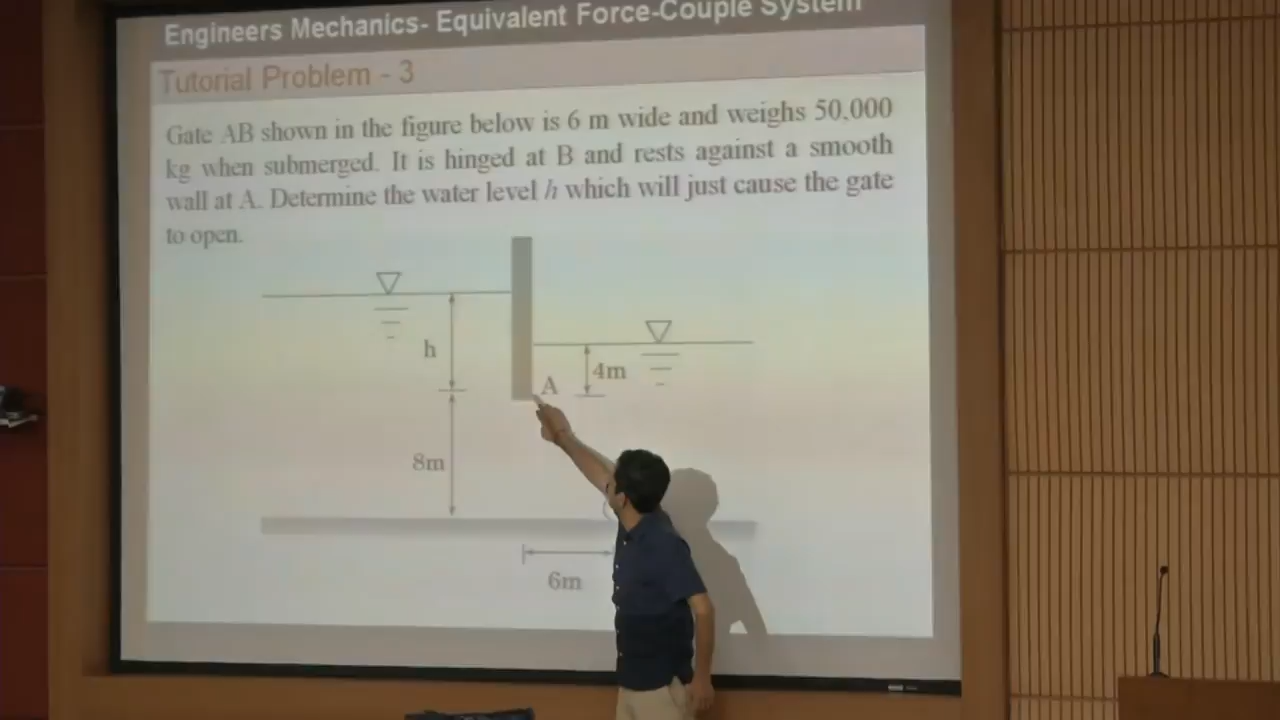 Engineers Mechanics- Equivalent Force-Couple System
Tutorial Problem - 3
Gate AB shown in the figure below is 6 m wide and weighs 50,000
kg when submerged. It is hinged at B and rests against a smooth
wall at A. Determine the water level h which will just cause the gate
to open.
h
4m
A
8m
6m